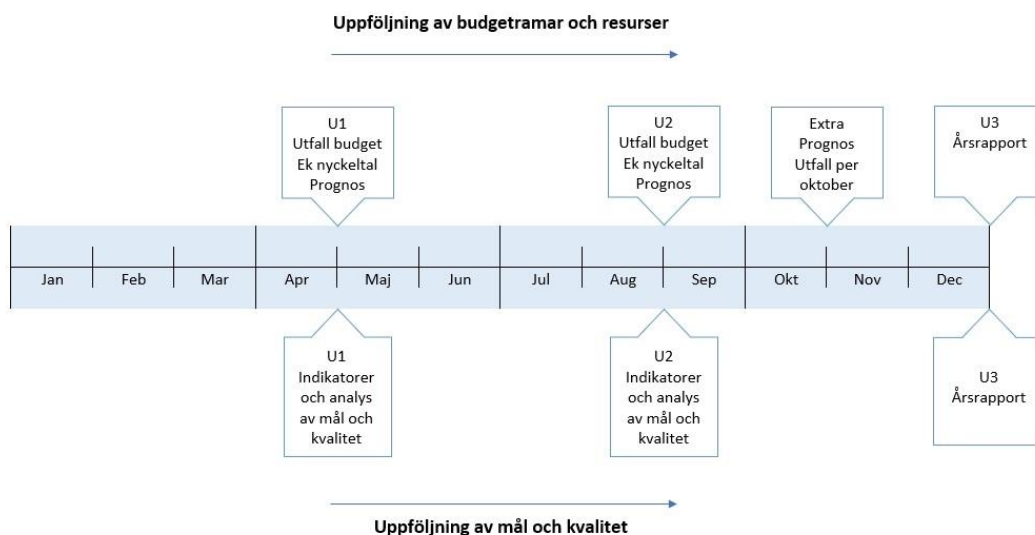 Uppföljning av budgetramar och resurser
U1
Utfall budget
Ek nyckeltal
Prognos
U2
Utfall budget
Ek nyckeltal
Prognos
Extra
Prognos
Utfall per
oktober
U3
Årsrapport
Jan Feb Mar Apr Maj Jun Jul Aug Sep Okt Nov Dec
U1
Indikatorer
och analys
av mål och
kvalitet
U2
Indikatorer
och analys
av mål och
kvalitet
U3
Årsrapport
Uppföljning av mål och kvalitet